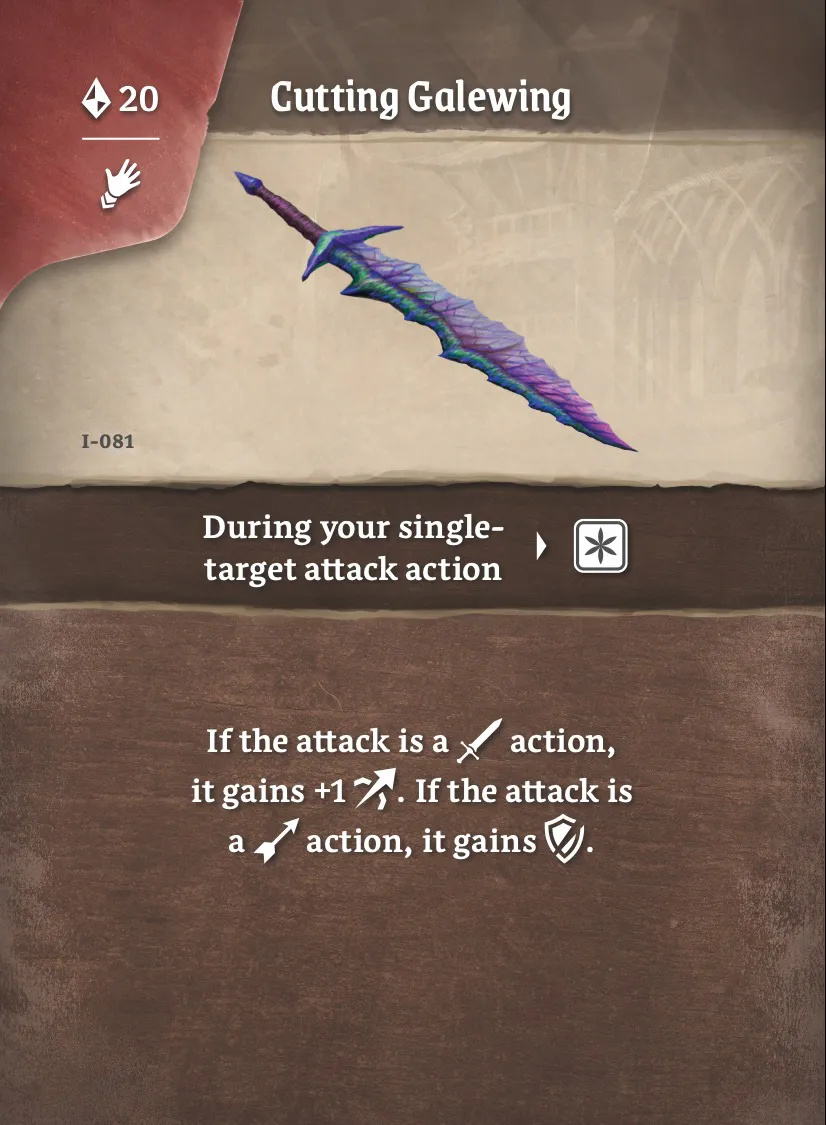 20
Cutting Galewing
I-081
During your single-
target attack action
If the attack is a action,
it gains +1 . If the attack is
a action, it gains .